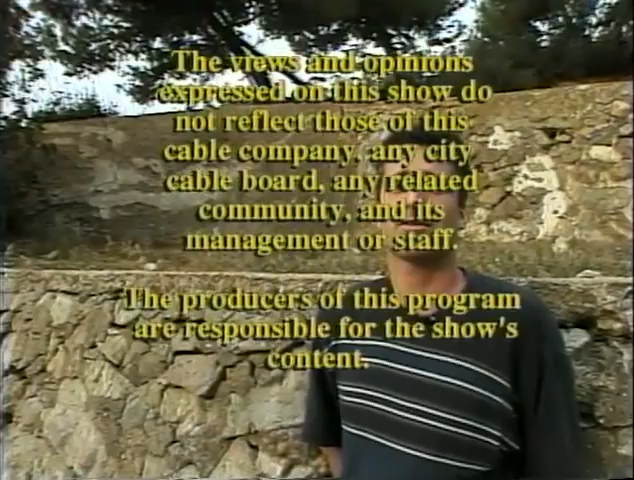 The views and opinions
expressed on this show do
not reflect those of this
cable company, any city
cable board, any related
community, and its
management or staff.
The producers of this program
are responsible for the show's
content.